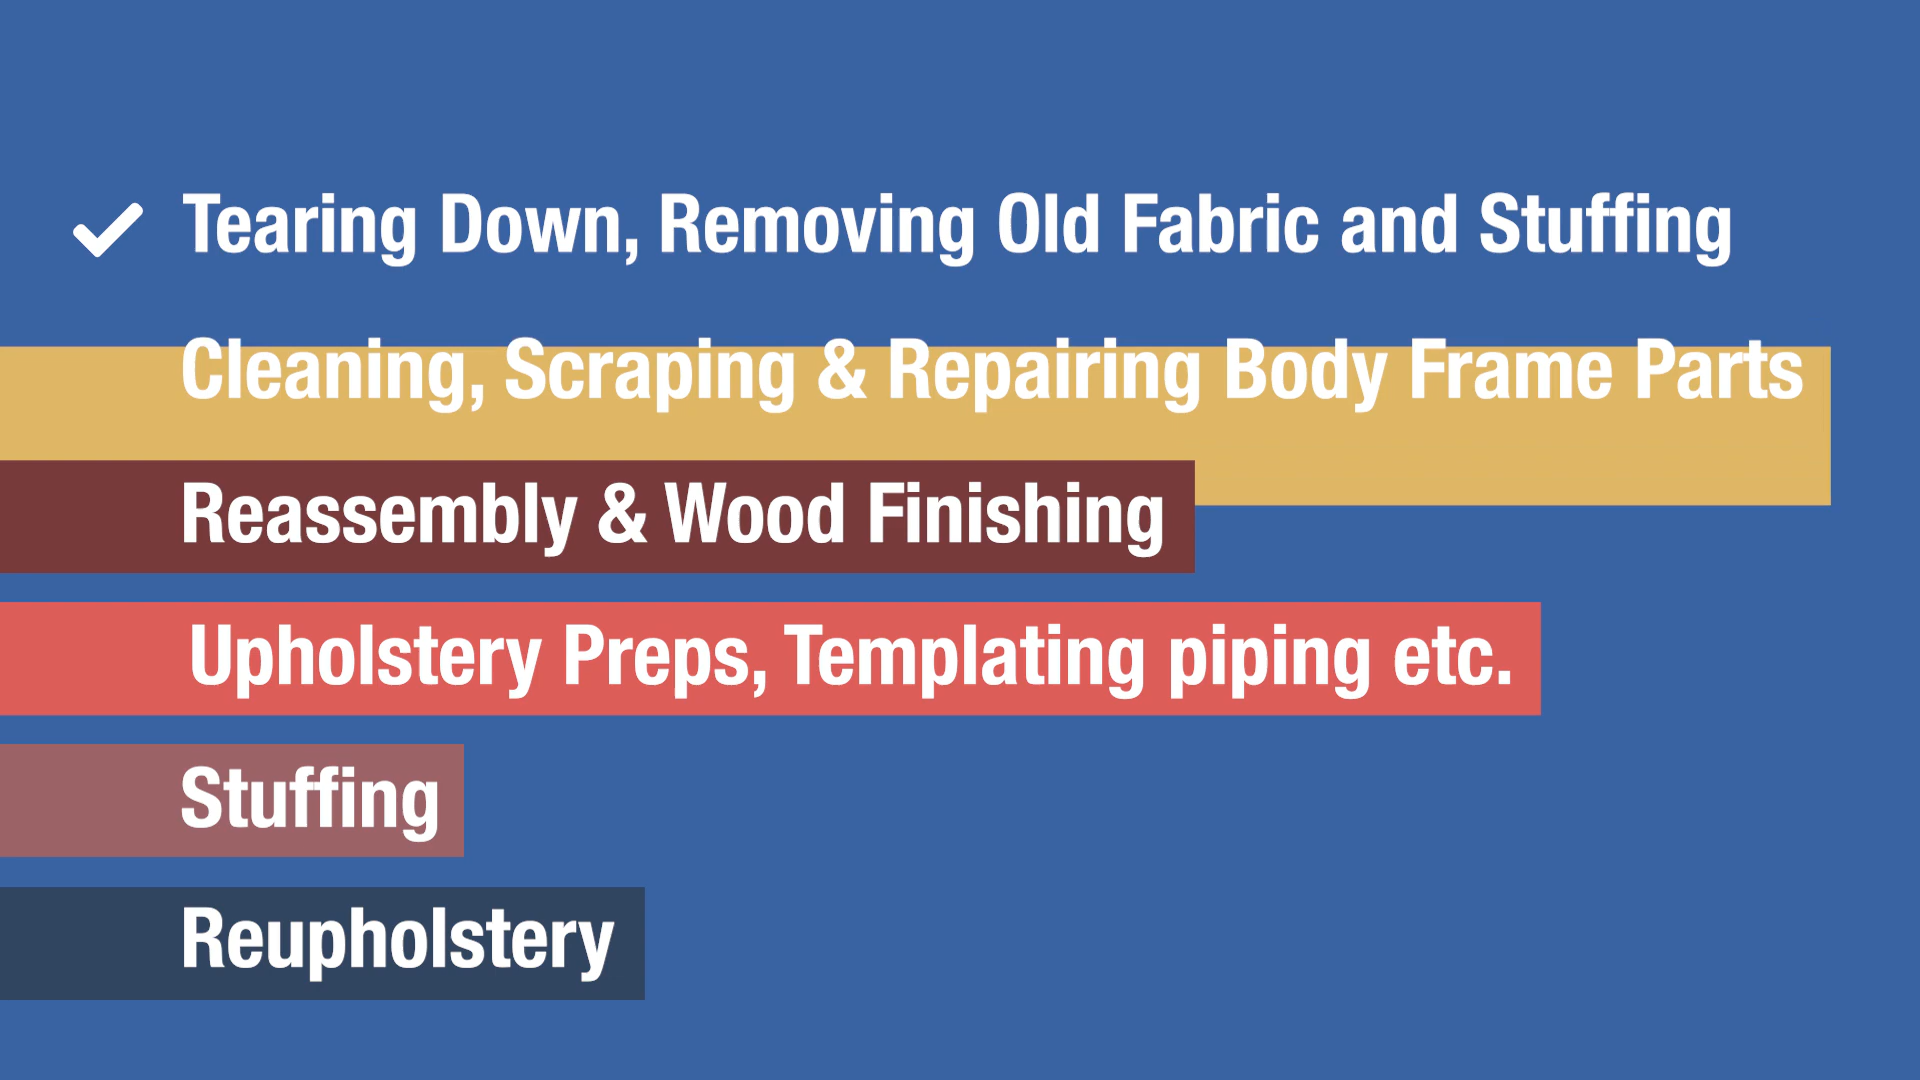 Tearing Down, Removing Old Fabric and Stuffing
Cleaning, Scraping & Repairing Body Frame Parts
Reassembly & Wood Finishing
Upholstery Preps, Templating piping etc.
Stuffing
Reupholstery